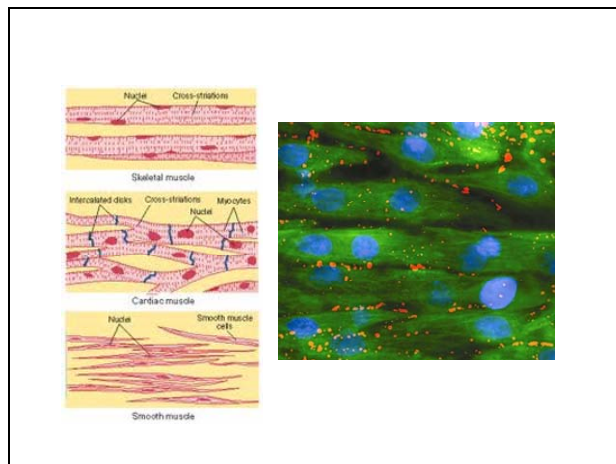 Nuclei Cross-striations
Skeletal muscle
Intercalated disks Cross-striations Nuclei Myocytes
Cardiac muscle
Nuclei Smooth muscle
cells
Smooth muscle